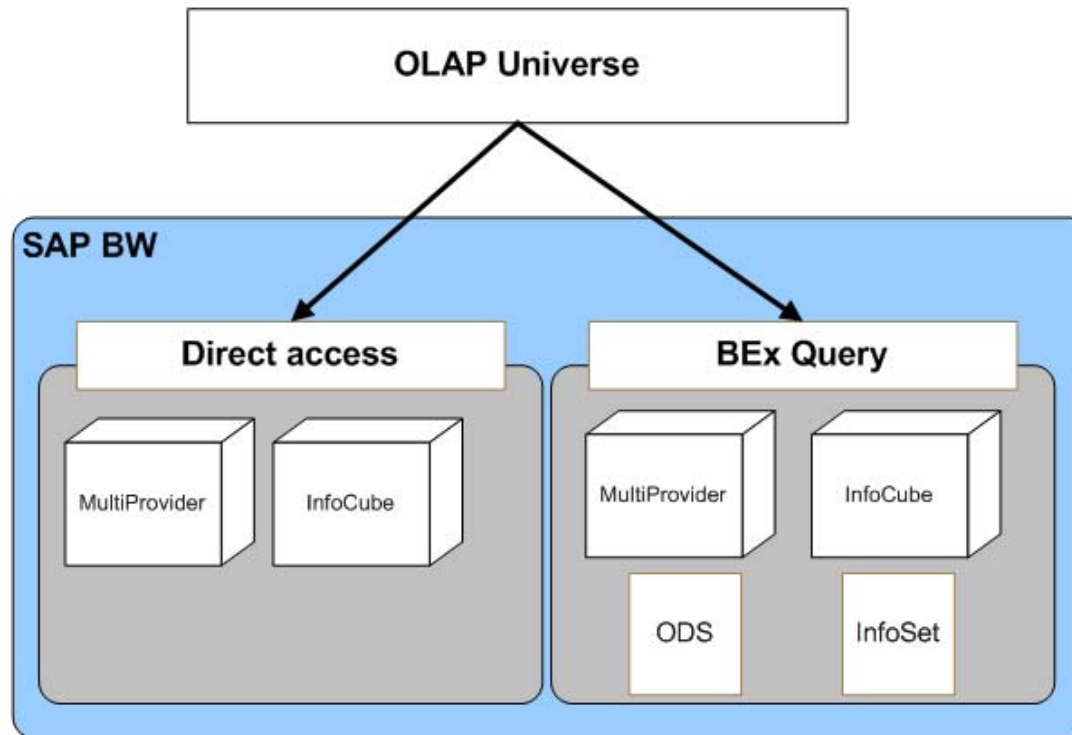 OLAP Universe
SAP BW
Direct access
BEx Query
MultiProvider
InfoCube
MultiProvider
InfoCube
ODS
InfoSet